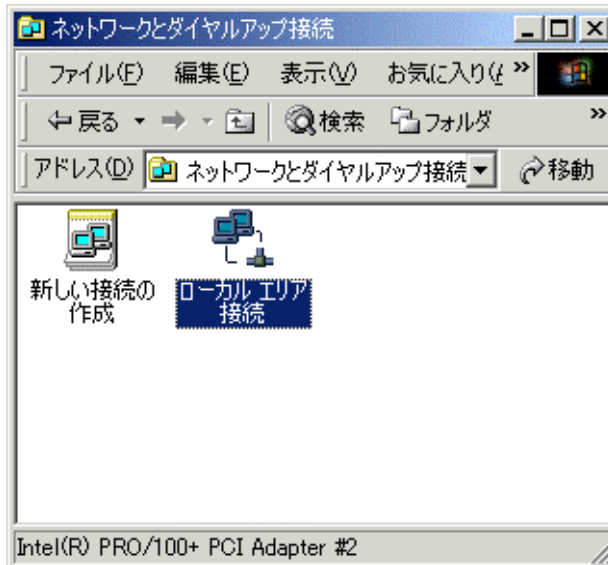 ネットワークとダイヤルアップ接続
ファイル(F) 編集(E) 表示(V) お気に入り( »
戻る 検索 フォルダ »
アドレス(D) ネットワークとダイヤルアップ接続 移動
新しい接続の
作成
ローカル エリア
接続
Intel(R) PRO/100+ PCI Adapter #2